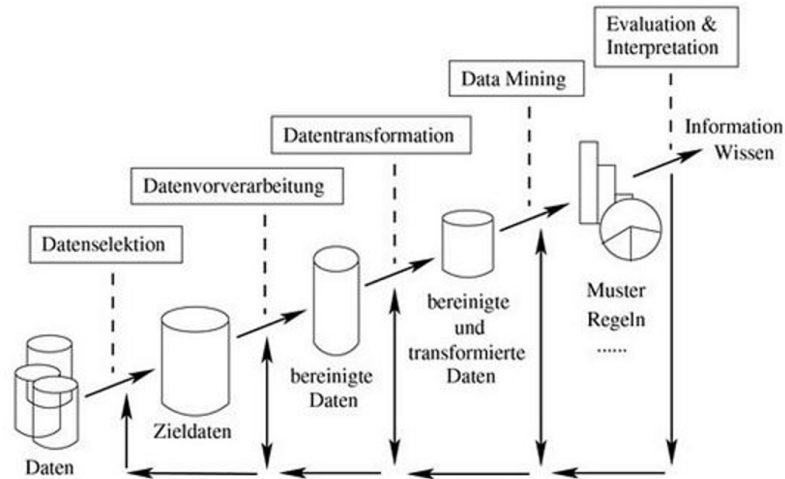 Evaluation &
Interpretation
Data Mining
Information
Wissen
Datentransformation
Datenvorverarbeitung
Datenselektion
Muster
Regeln
......
bereinigte
und
transformierte
Daten
bereinigte
Daten
Zieldaten
Daten